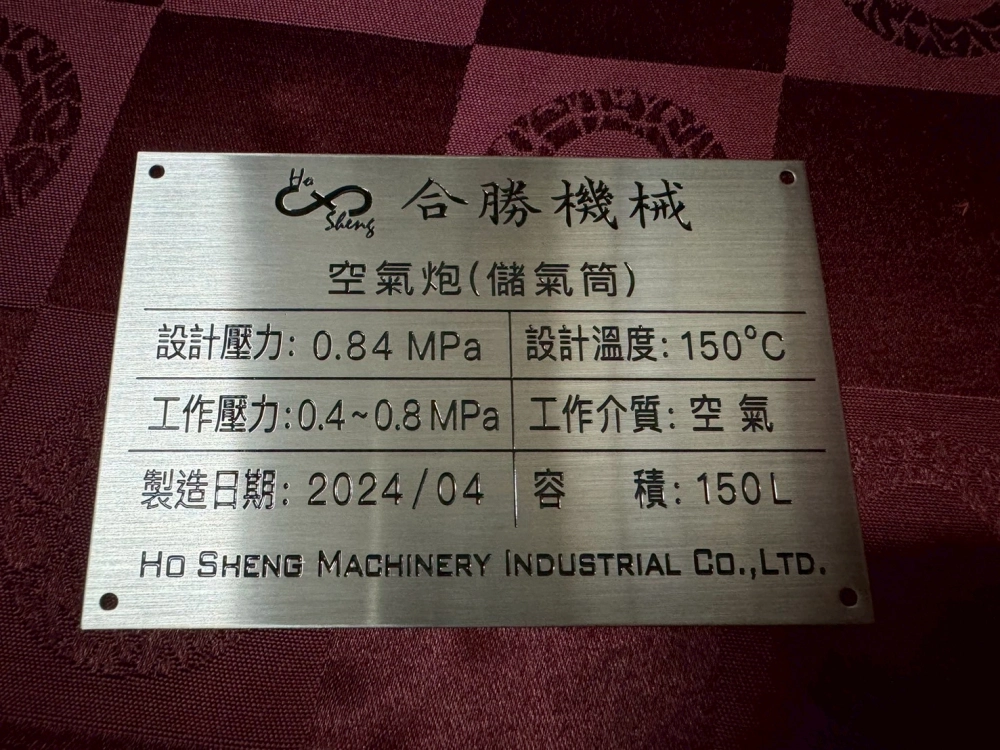 Ho Sheng 合勝機械
空氣炮(儲氣筒)
設計壓力: 0.84 MPa 設計溫度: 150°C
工作壓力:0.4~0.8 MPa 工作介質: 空 氣
製造日期: 2024/04 容 積: 150L
HO SHENG MACHINERY INDUSTRIAL CO.,LTD.